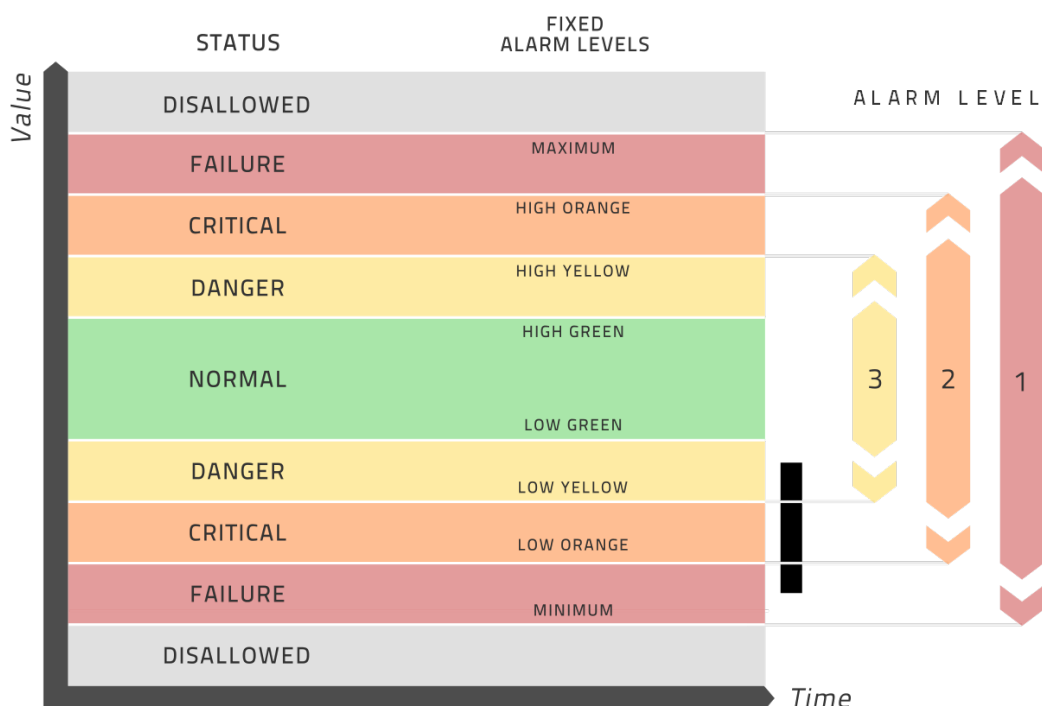 STATUS
FIXED
ALARM LEVELS
Value
ALARM LEVEL
DISALLOWED
FAILURE
MAXIMUM
CRITICAL
HIGH ORANGE
DANGER
HIGH YELLOW
HIGH GREEN
NORMAL
3
2
1
LOW GREEN
DANGER
LOW YELLOW
CRITICAL
LOW ORANGE
FAILURE
MINIMUM
DISALLOWED
Time